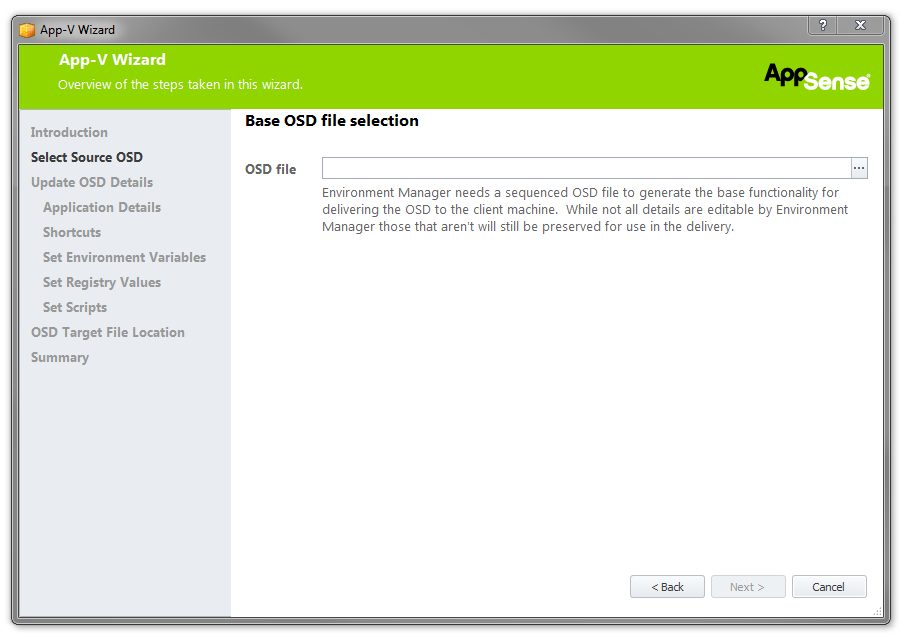 App-V Wizard
?
App-V Wizard
Overview of the steps taken in this wizard.
AppSense
Introduction
Select Source OSD
Update OSD Details
Application Details
Shortcuts
Set Environment Variables
Set Registry Values
Set Scripts
OSD Target File Location
Summary
Base OSD file selection
OSD file
...
Environment Manager needs a sequenced OSD file to generate the base functionality for
delivering the OSD to the client machine.  While not all details are editable by Environment
Manager those that aren't will still be preserved for use in the delivery.
< Back
Next >
Cancel